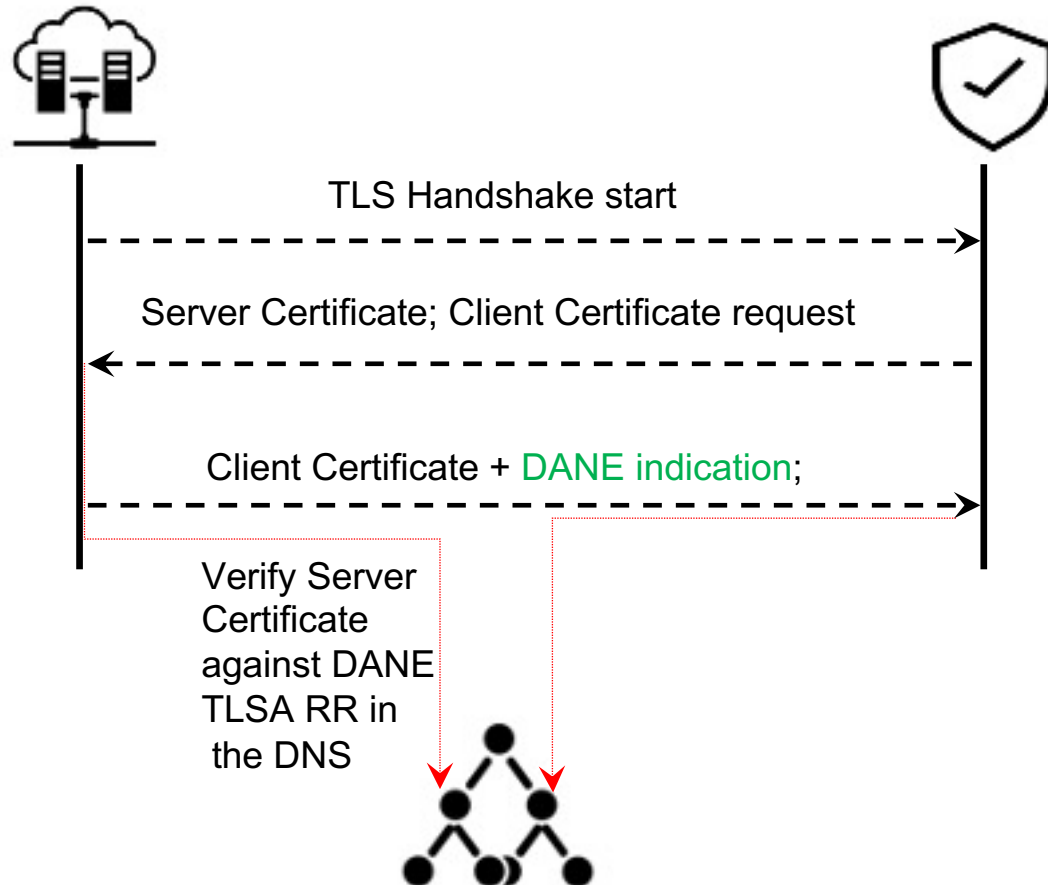 TLS Handshake start
Server Certificate; Client Certificate request
Client Certificate + DANE indication;
Verify Server
Certificate
against DANE
TLSA RR in
the DNS